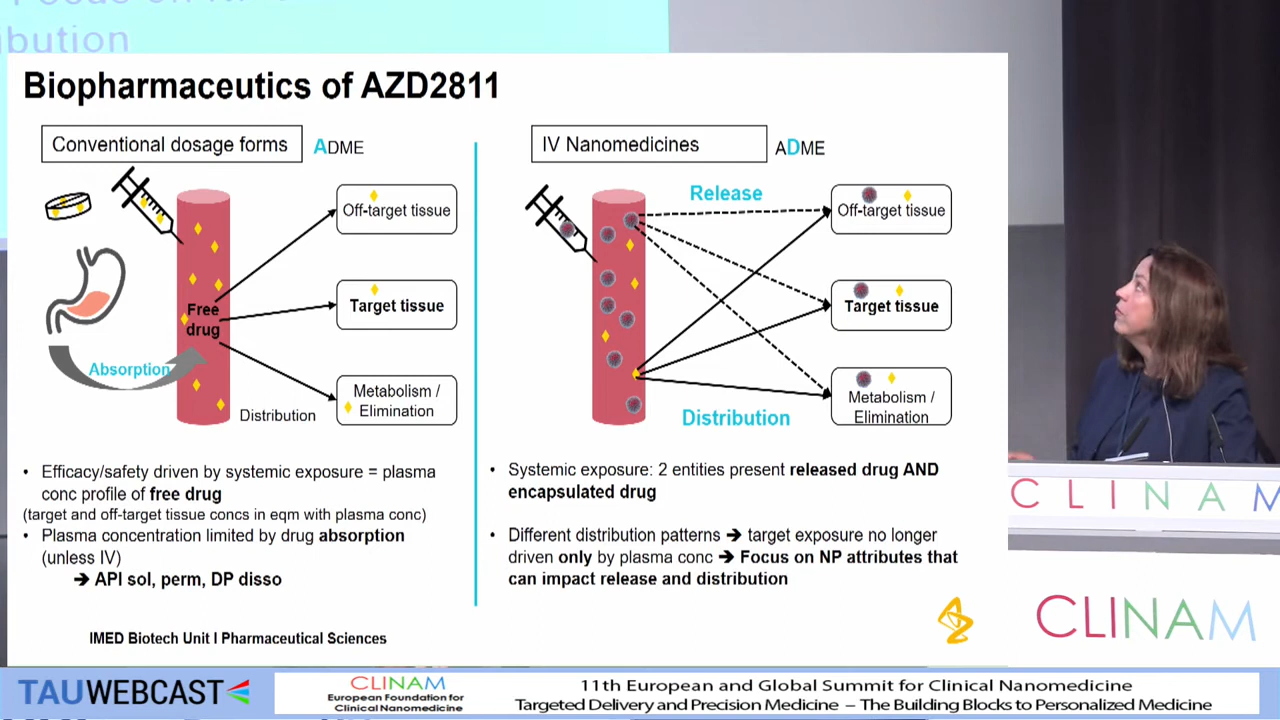 bution
Biopharmaceutics of AZD2811
Conventional dosage forms
ADME
Off-target tissue
Free
drug
Target tissue
Absorption
Metabolism /
Elimination
Distribution
• Efficacy/safety driven by systemic exposure = plasma
conc profile of free drug
(target and off-target tissue concs in eqm with plasma conc)
• Plasma concentration limited by drug absorption
(unless IV)
➔ API sol, perm, DP disso
IV Nanomedicines
ADME
Release
Off-target tissue
Target tissue
Metabolism /
Elimination
Distribution
• Systemic exposure: 2 entities present released drug AND
encapsulated drug
• Different distribution patterns ➔ target exposure no longer
driven only by plasma conc ➔ Focus on NP attributes that
can impact release and distribution
IMED Biotech Unit I Pharmaceutical Sciences
CLINAM
CLINAM
TAUWEBCAST
CLINAM
European Foundation for
Clinical Nanomedicine
11th European and Global Summit for Clinical Nanomedicine
Targeted Delivery and Precision Medicine – The Building Blocks to Personalized Medicine